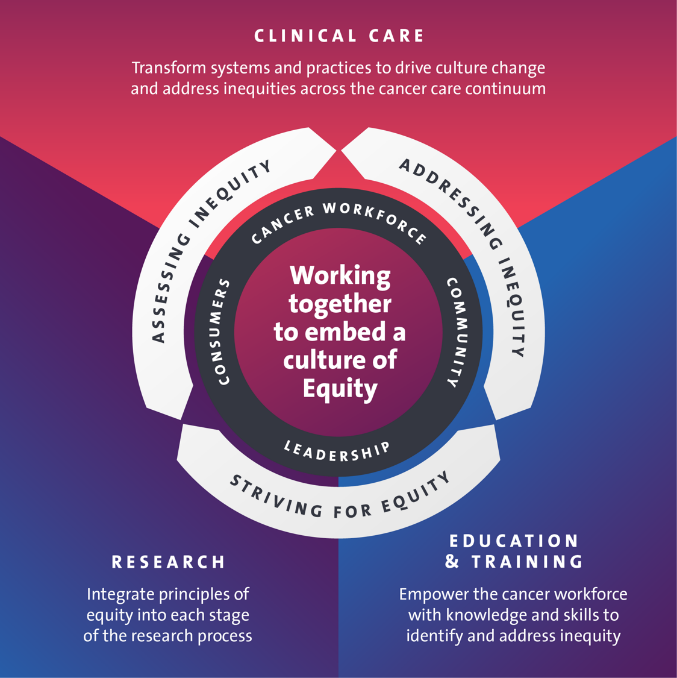 CLINICAL CARE
Transform systems and practices to drive culture change
and address inequities across the cancer care continuum
ASSESSING INEQUITY
ADDRESSING INEQUITY
STRIVING FOR EQUITY
CANCER WORKFORCE
CONSUMERS
COMMUNITY
LEADERSHIP
Working
together
to embed a
culture of
Equity
RESEARCH
Integrate principles of
equity into each stage
of the research process
EDUCATION
& TRAINING
Empower the cancer workforce
with knowledge and skills to
identify and address inequity